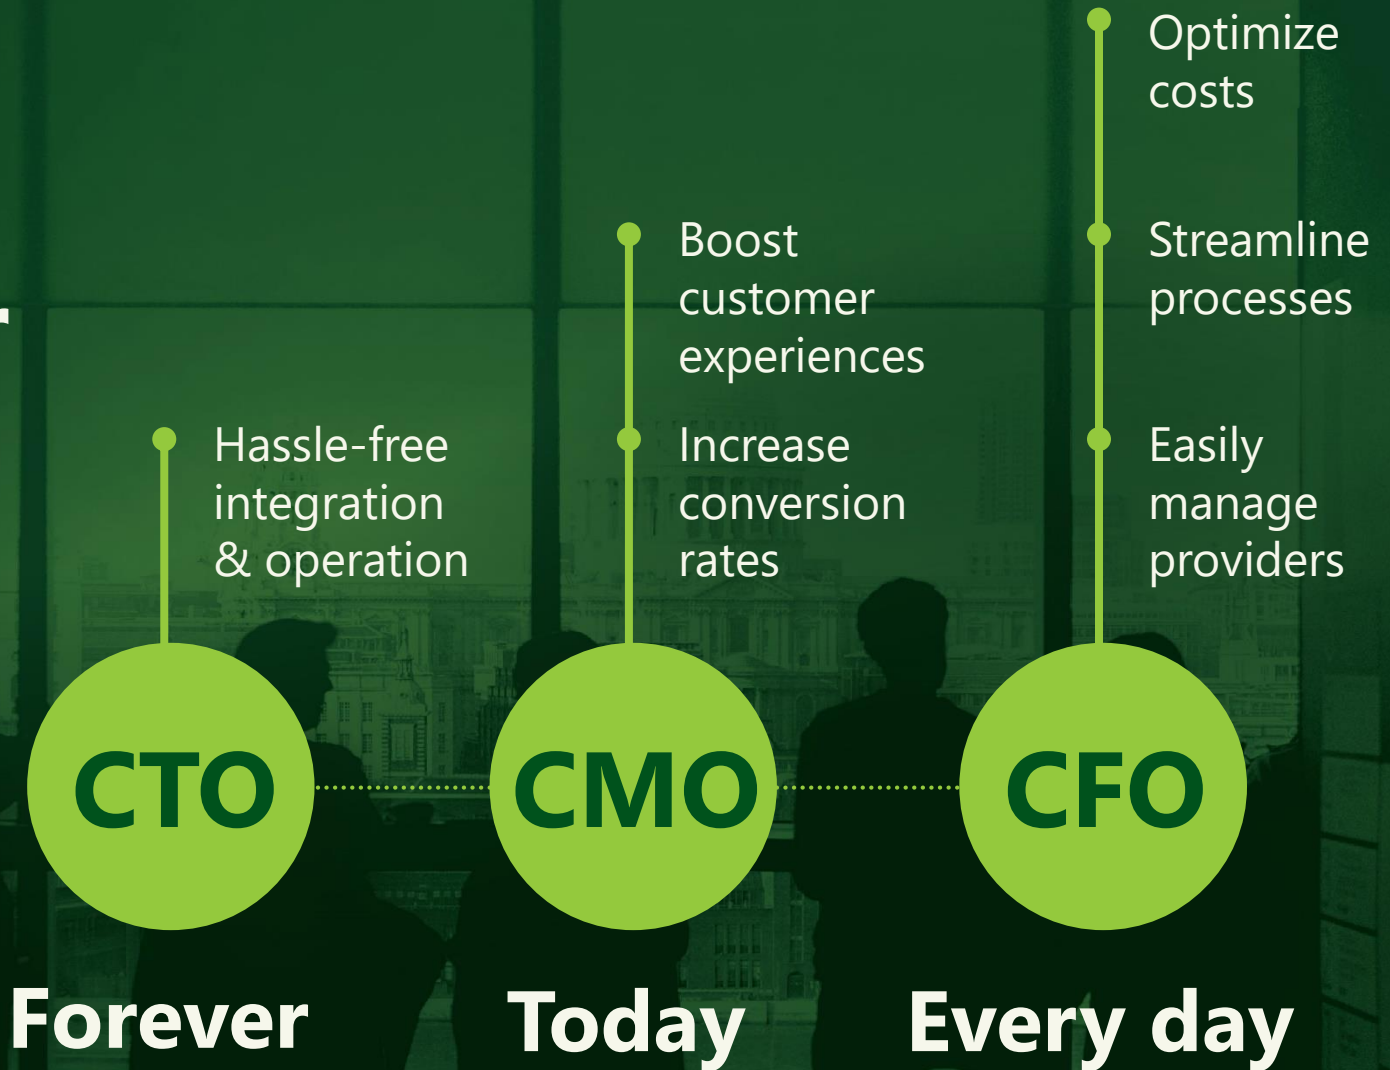 Optimize
costs
Boost
customer
experiences
Streamline
processes
Hassle-free
integration
& operation
Increase
conversion
rates
Easily
manage
providers
CTO
CMO
CFO
Forever
Today
Every day